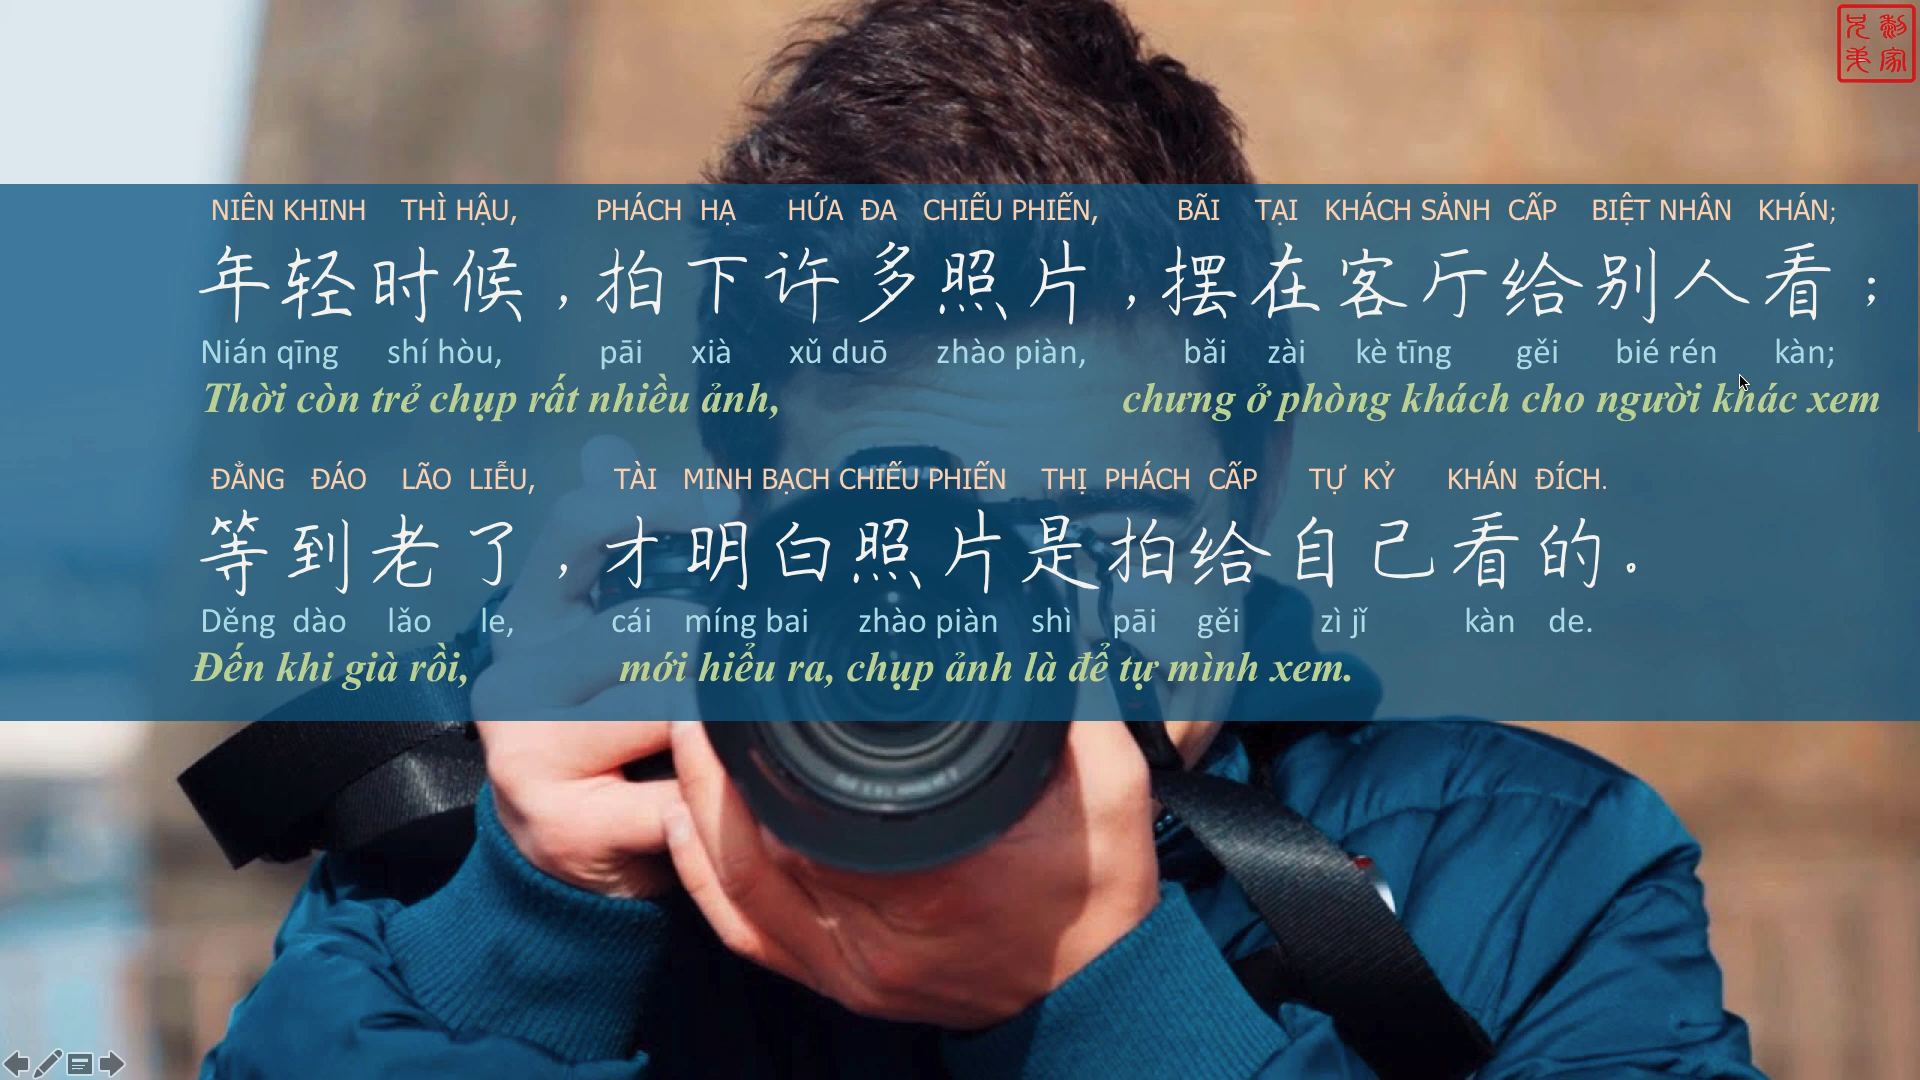 NIÊN KHINH THÌ HẬU, PHÁCH HẠ HỨA ĐA CHIẾU PHIẾN, BÃI TẠI KHÁCH SẢNH CẤP BIỆT NHÂN KHÁN;
年轻时候，拍下许多照片，摆在客厅给别人看；
Nián qīng shí hòu, pāi xià xǔ duō zhào piàn, bǎi zài kè tīng gěi bié rén kàn;
Thời còn trẻ chụp rất nhiều ảnh, chưng ở phòng khách cho người khác xem
ĐẲNG ĐÁO LÃO LIỄU, TÀI MINH BẠCH CHIẾU PHIẾN THỊ PHÁCH CẤP TỰ KỶ KHÁN ĐÍCH.
等到老了，才明白照片是拍给自己看的。
Děng dào lǎo le, cái míng bai zhào piàn shì pāi gěi zì jǐ kàn de.
Đến khi già rồi, mới hiểu ra, chụp ảnh là để tự mình xem.